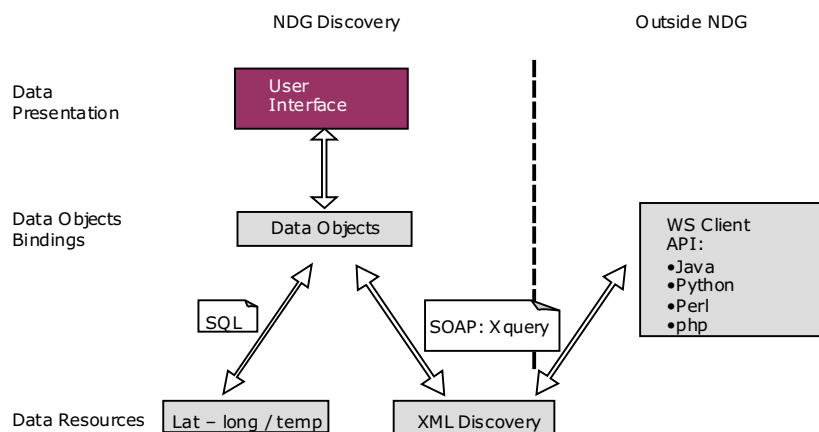 NDG Discovery
Outside NDG
Data
Presentation
User
Interface
Data Objects
Bindings
Data Objects
WS Client
API:
•Java
•Python
•Perl
•php
SQL
SOAP: Xquery
Data Resources
Lat – long / temp
XML Discovery